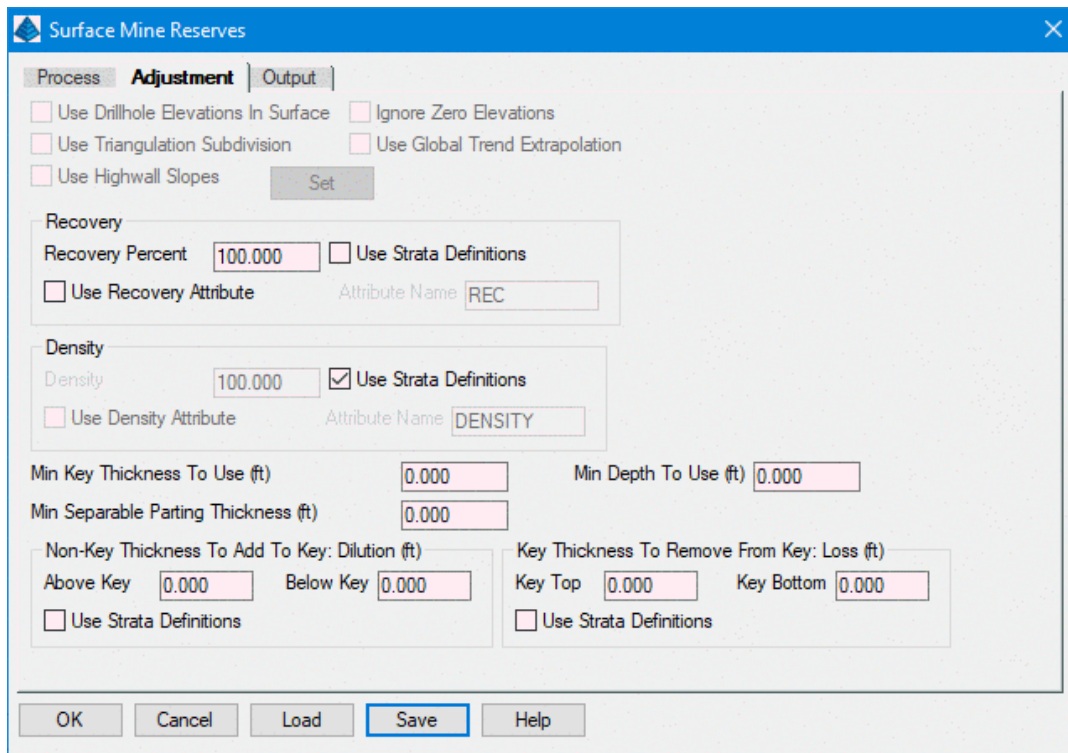 Surface Mine Reserves
Process Adjustment Output
Use Drillhole Elevations In Surface Ignore Zero Elevations
Use Triangulation Subdivision Use Global Trend Extrapolation
Use Highwall Slopes Set
Recovery
Recovery Percent 100.000 Use Strata Definitions
Use Recovery Attribute Attribute Name REC
Density
Density 100.000 Use Strata Definitions
Use Density Attribute Attribute Name DENSITY
Min Key Thickness To Use (ft) 0.000 Min Depth To Use (ft) 0.000
Min Separable Parting Thickness (ft) 0.000
Non-Key Thickness To Add To Key: Dilution (ft) Key Thickness To Remove From Key: Loss (ft)
Above Key 0.000 Below Key 0.000 Key Top 0.000 Key Bottom 0.000
Use Strata Definitions Use Strata Definitions
OK Cancel Load Save Help